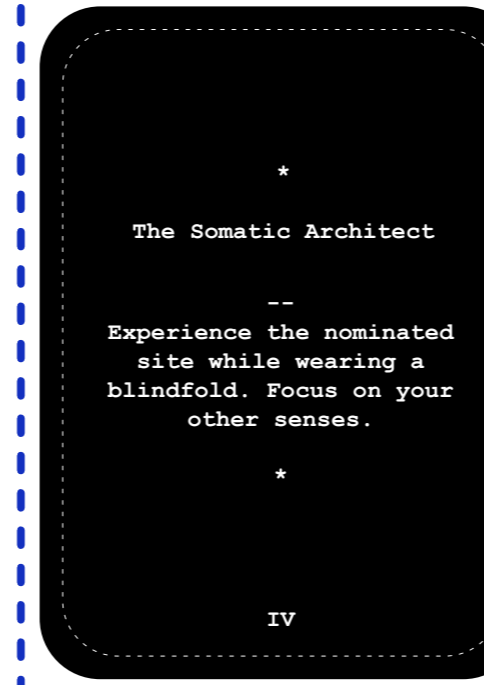 *
The Somatic Architect
--
Experience the nominated
site while wearing a
blindfold. Focus on your
other senses.
*
IV